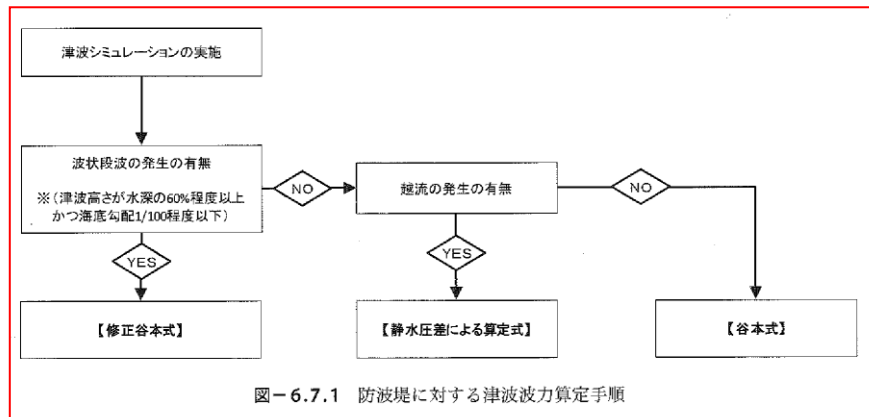 津波シミュレーションの実施
波状段波の発生の有無
※(津波高さが水深の60%程度以上
かつ海底勾配1/100程度以下)
NO
越流の発生の有無
NO
YES
YES
【修正谷本式】
【静水圧差による算定式】
【谷本式】
図-6.7.1 防波堤に対する津波波力算定手順